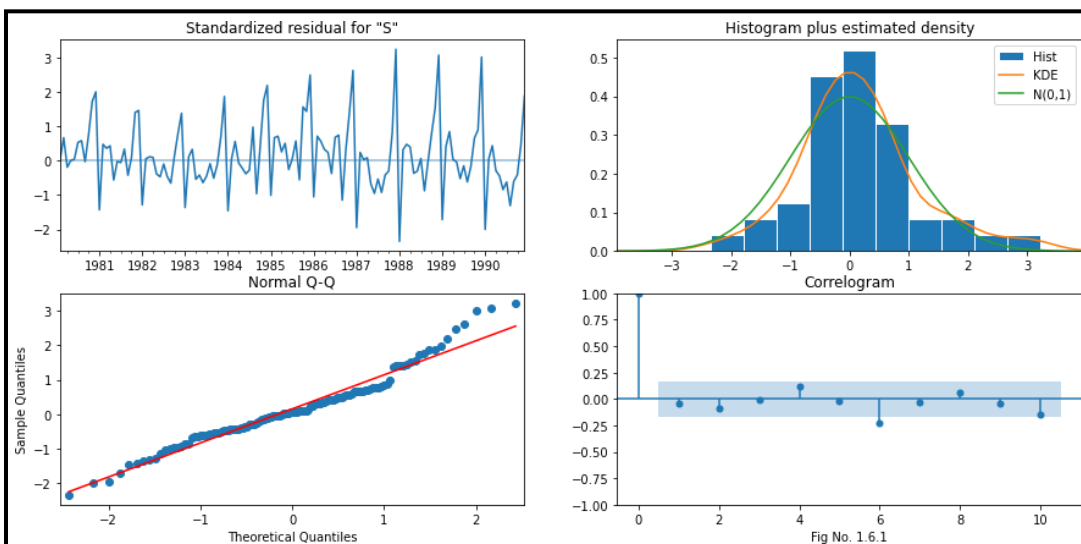 Standardized residual for "S"
3
2
1
0
−1
−2
1981 1982 1983 1984 1985 1986 1987 1988 1989 1990
Histogram plus estimated density
Hist
KDE
N(0,1)
0.5
0.4
0.3
0.2
0.1
0.0
−3 −2 −1 0 1 2 3
Normal Q-Q
Sample Quantiles
3
2
1
0
−1
−2
−2 −1 0 1 2
Theoretical Quantiles
Correlogram
1.00
0.75
0.50
0.25
0.00
−0.25
−0.50
−0.75
−1.00
0 2 4 6 8 10
Fig No. 1.6.1